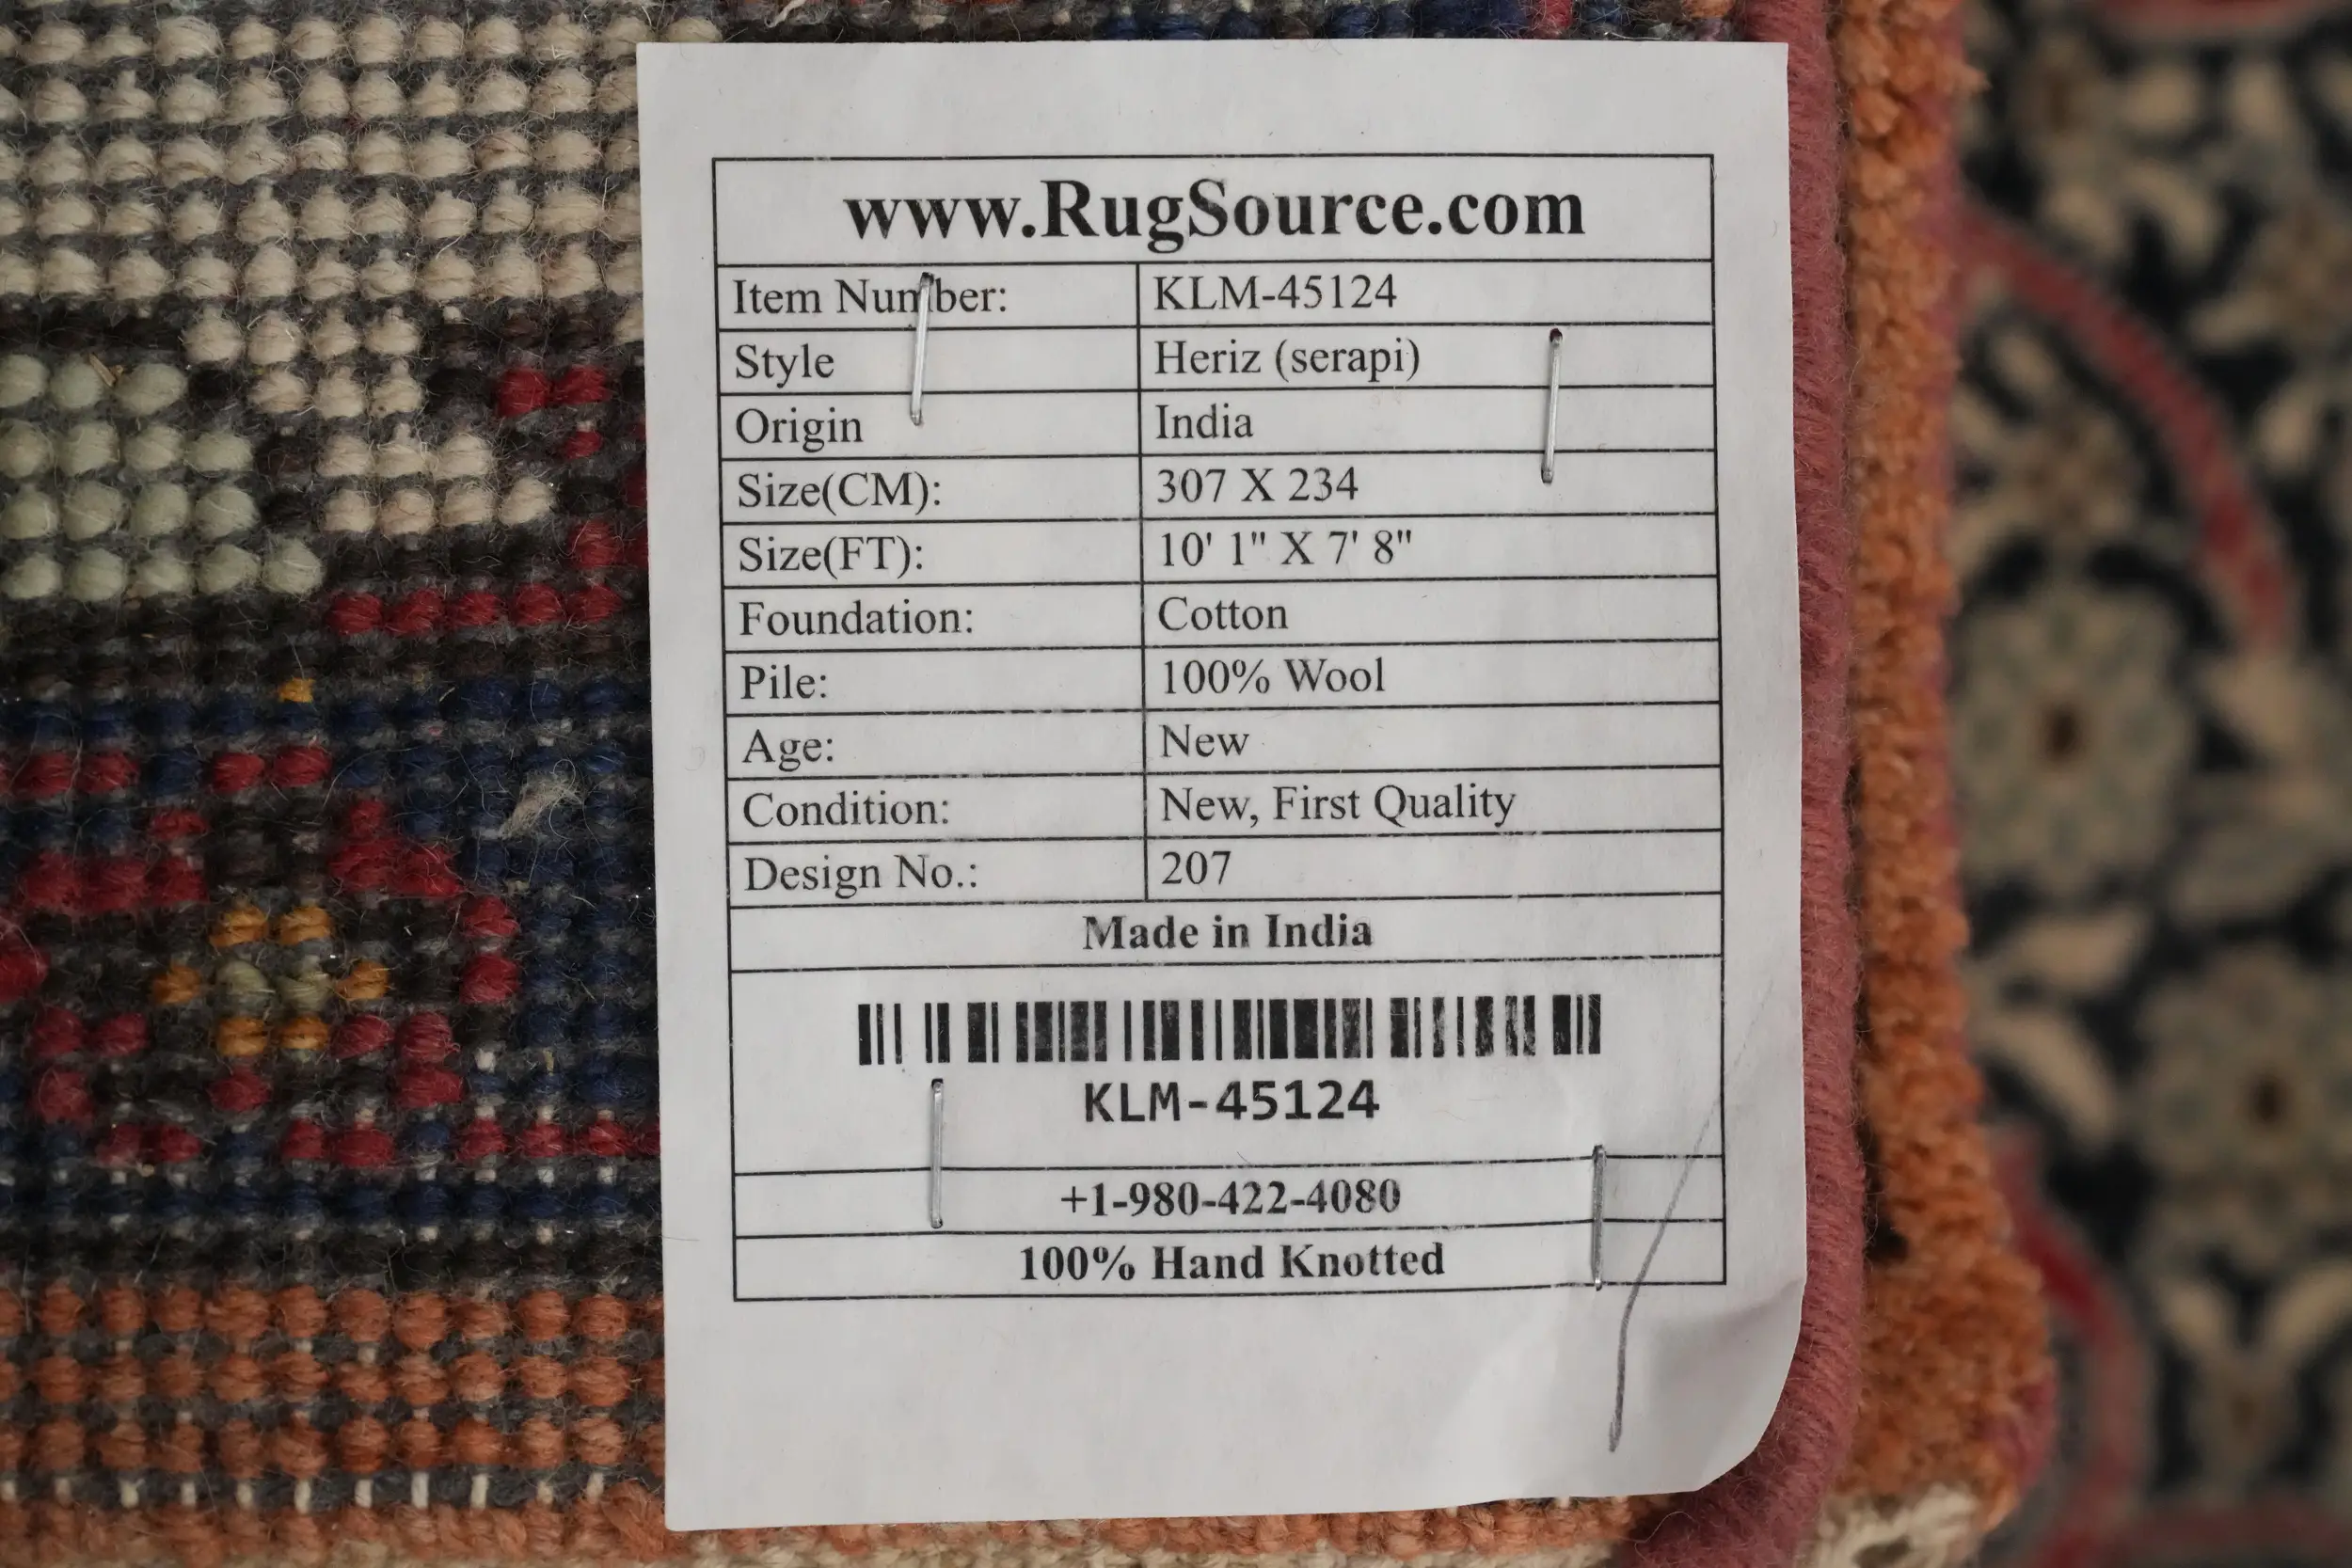 www.RugSource.com
Item Number: KLM-45124
Style Heriz (serapi)
Origin India
Size(CM): 307 X 234
Size(FT): 10' 1" X 7' 8"
Foundation: Cotton
Pile: 100% Wool
Age: New
Condition: New, First Quality
Design No.: 207
Made in India
KLM-45124
+1-980-422-4080
100% Hand Knotted